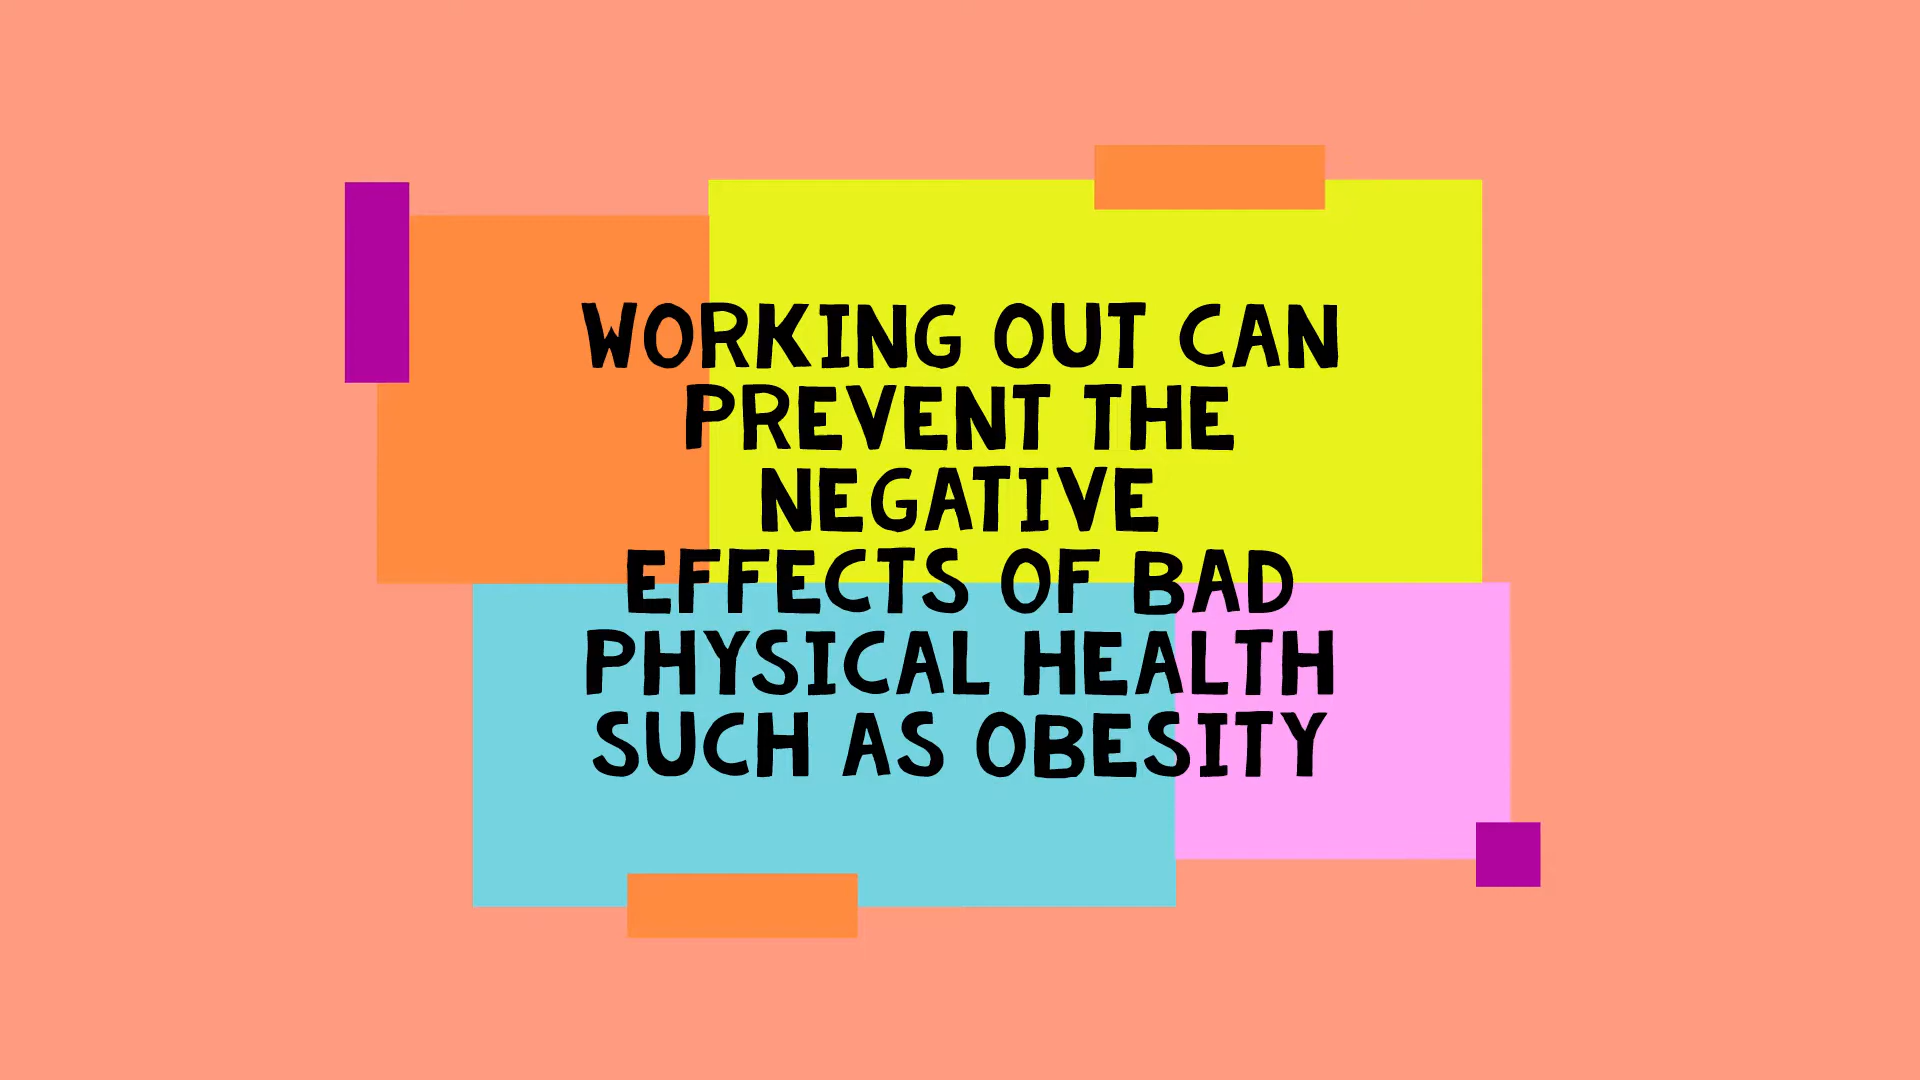 WORKING OUT CAN
PREVENT THE
NEGATIVE
EFFECTS OF BAD
PHYSICAL HEALTH
SUCH AS OBESITY